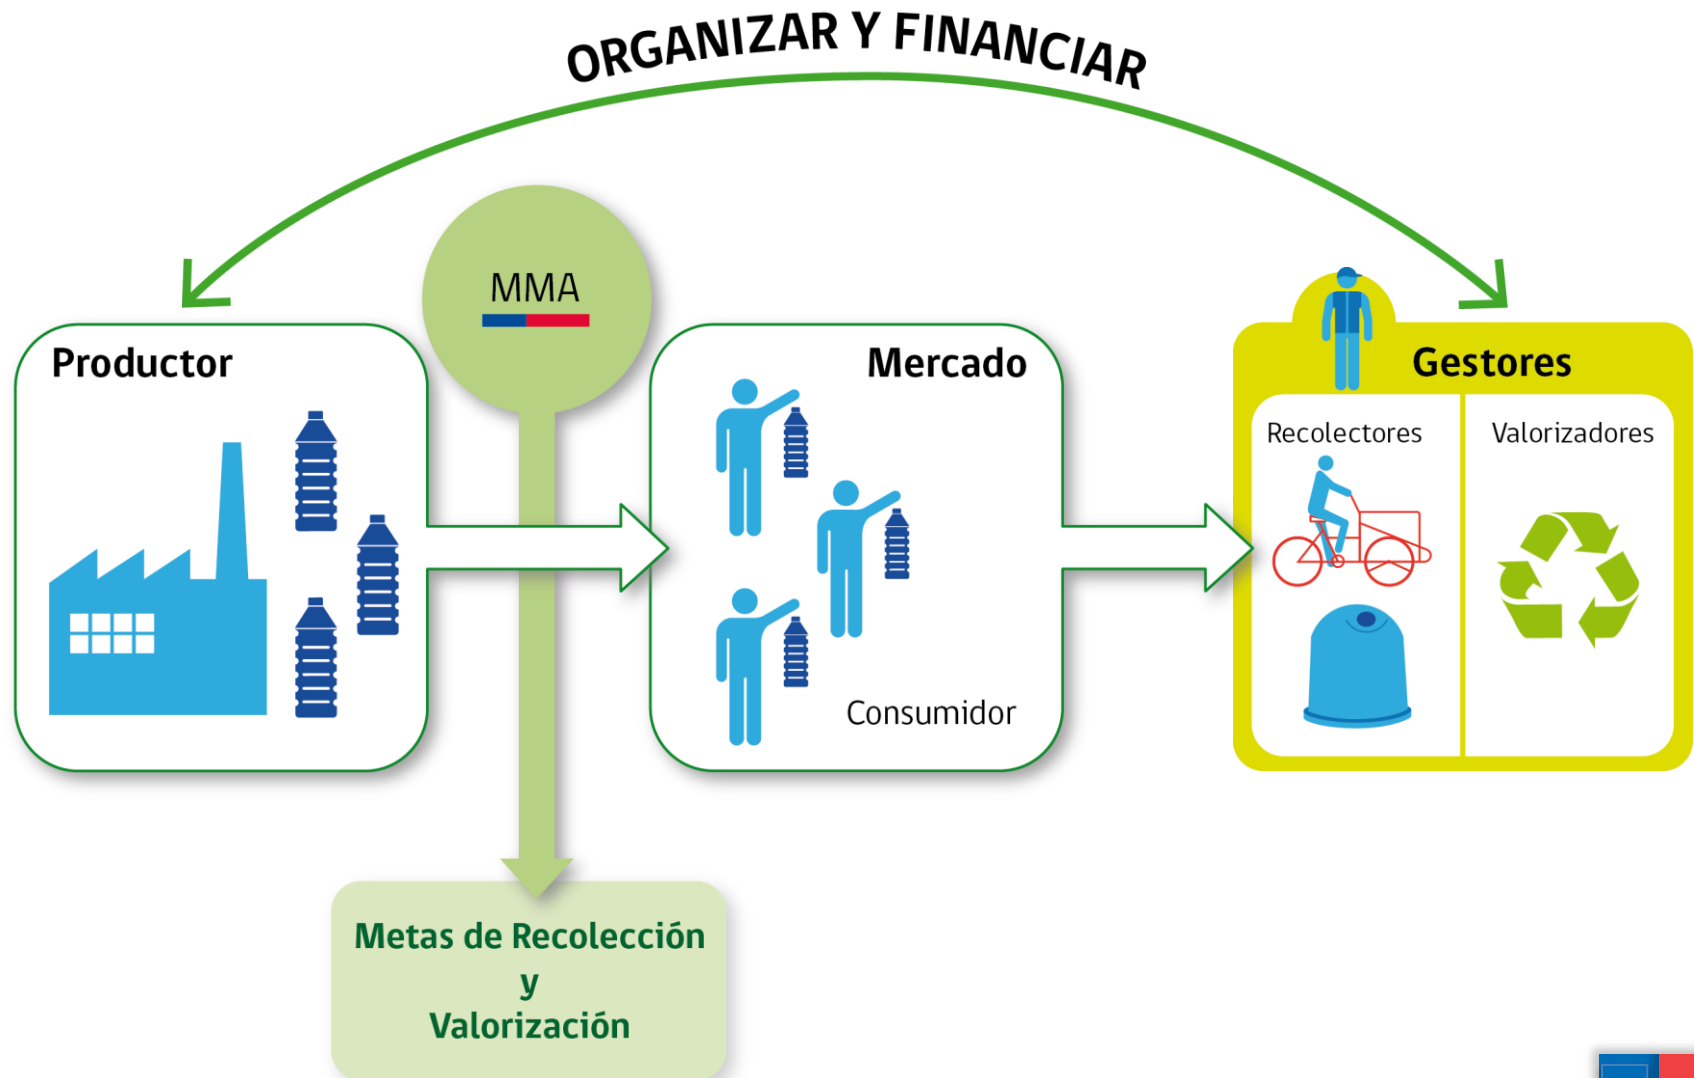 ORGANIZAR Y FINANCIAR
MMA
Productor
Mercado
Consumidor
Gestores
Recolectores
Valorizadores
Metas de Recolección
y
Valorización